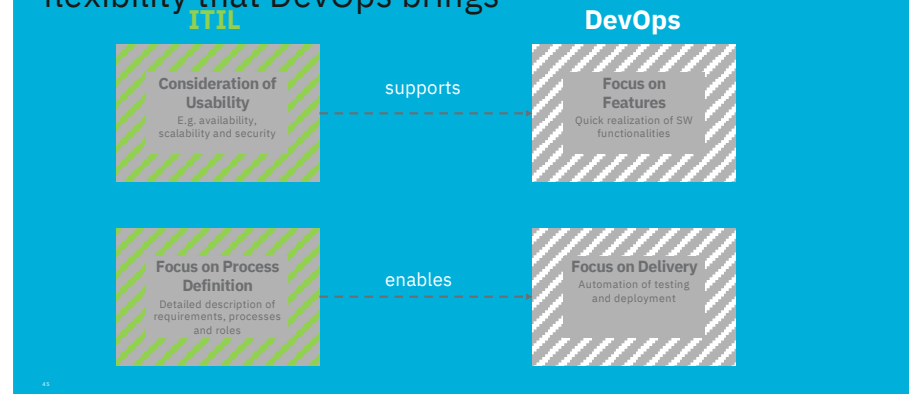 flexibility that DevOps brings
ITIL
DevOps
Consideration of
Usability
E.g. availability,
scalability and security
supports
Focus on
Features
Quick realization of SW
functionalities
Focus on Process
Definition
Detailed description of
requirements, processes
and roles
enables
Focus on Delivery
Automation of testing
and deployment
45